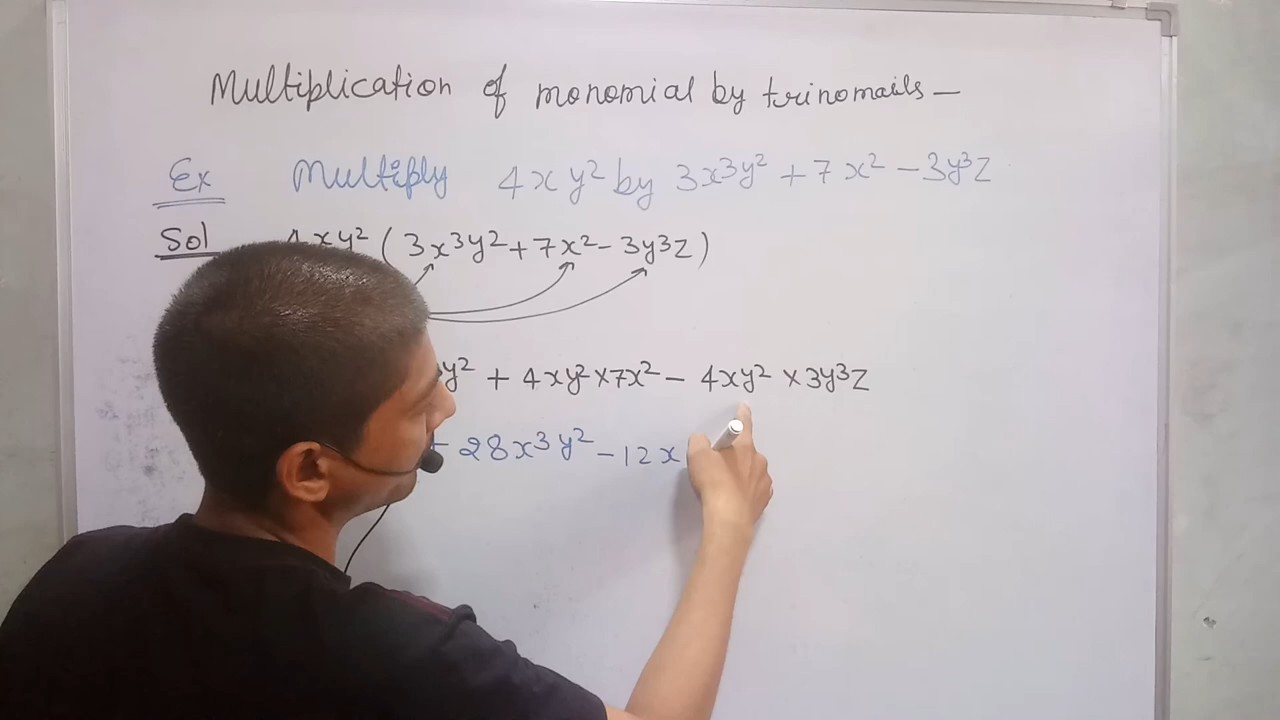 Multiplication of monomial by trinomails —
Ex Multiply 4xy² by 3x³y² + 7x² - 3y³z
Sol 4xy² (3x³y² + 7x² - 3y³z)
y² + 4xy² × 7x² - 4xy² × 3y³z
+ 28x³y² - 12x